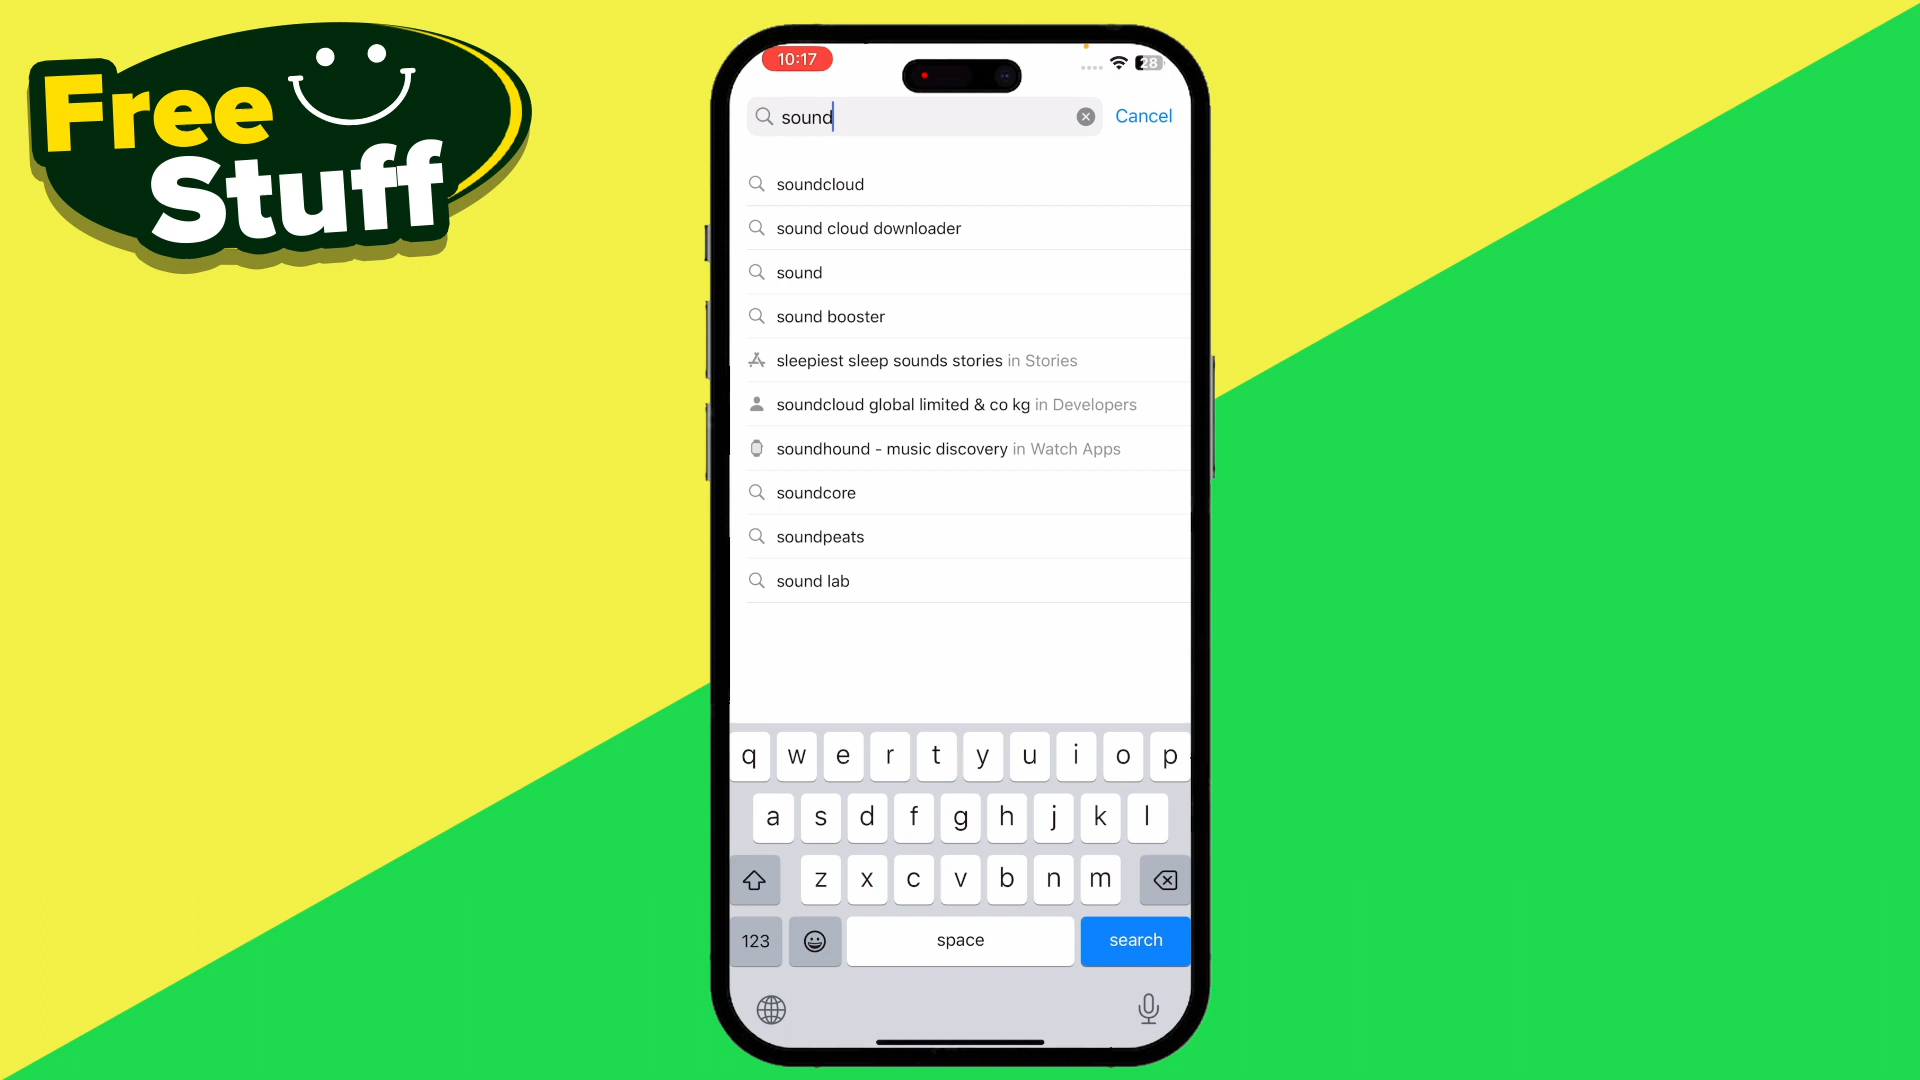 Free
Stuff
10:17
28
sound
Cancel
soundcloud
sound cloud downloader
sound
sound booster
sleepiest sleep sounds stories in Stories
soundcloud global limited & co kg in Developers
soundhound - music discovery in Watch Apps
soundcore
soundpeats
sound lab
q w e r t y u i o p
a s d f g h j k l
z x c v b n m
123 space search